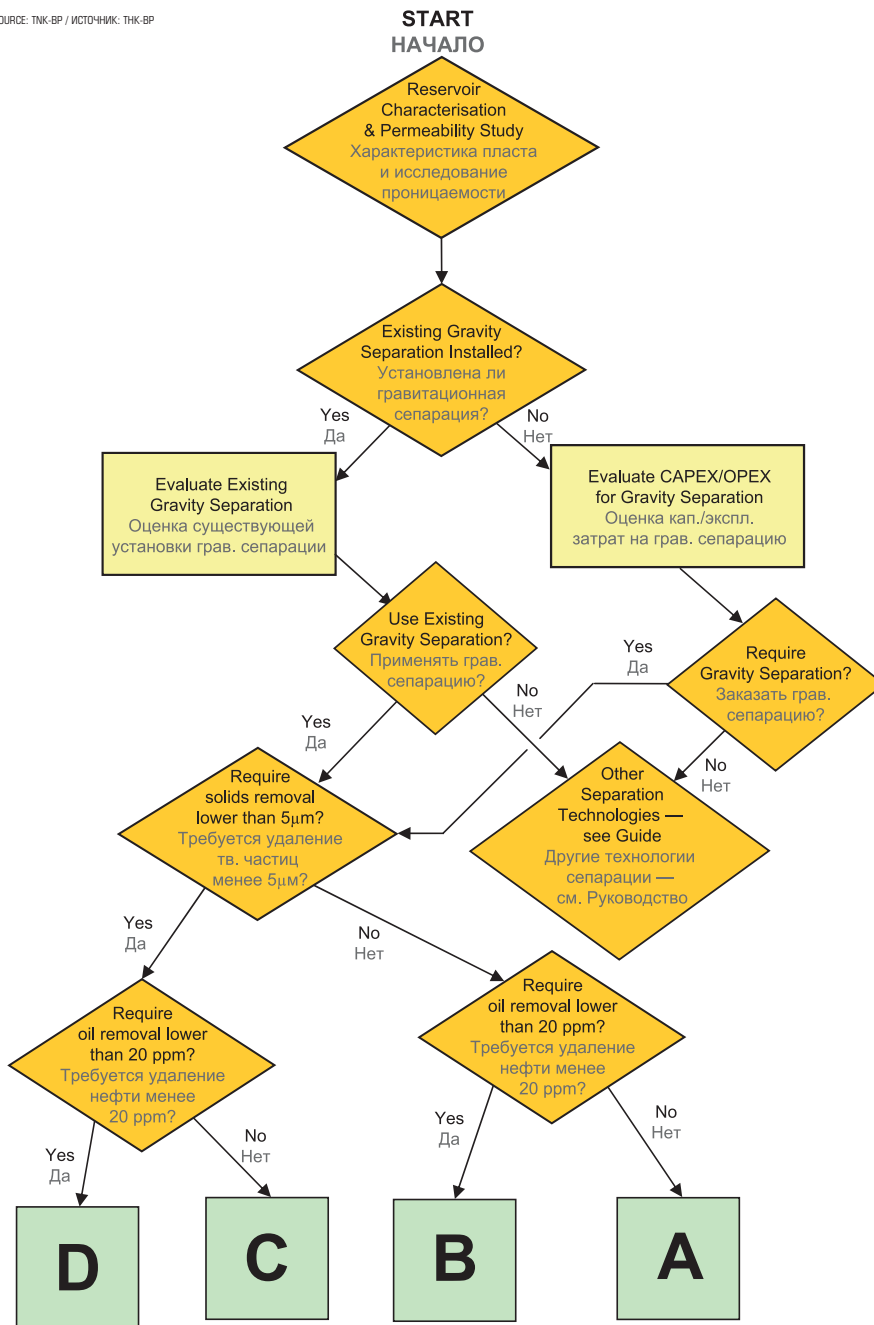 OURCE: TNK-BP / ИСТОЧНИК: ТНК-BP
START
НАЧАЛО
Reservoir
Characterisation
& Permeability Study
Характеристика пласта
и исследование
проницаемости
Existing Gravity
Separation Installed?
Установлена ли
гравитационная
сепарация?
Yes
Да
No
Нет
Evaluate Existing
Gravity Separation
Оценка существующей
установки грав. сепарации
Evaluate CAPEX/OPEX
for Gravity Separation
Оценка кап./экспл.
затрат на грав. сепарацию
Use Existing
Gravity Separation?
Применять грав.
сепарацию?
Yes
Да
Require
Gravity Separation?
Заказать грав.
сепарацию?
Yes
Да
No
Нет
No
Нет
Require
solids removal
lower than 5µm?
Требуется удаление
тв. частиц
менее 5µм?
Other
Separation
Technologies —
see Guide
Другие технологии
сепарации —
см. Руководство
Yes
Да
No
Нет
Require
oil removal lower
than 20 ppm?
Требуется удаление
нефти менее
20 ppm?
Require
oil removal lower
than 20 ppm?
Требуется удаление
нефти менее
20 ppm?
Yes
Да
No
Нет
Yes
Да
No
Нет
D
C
B
A